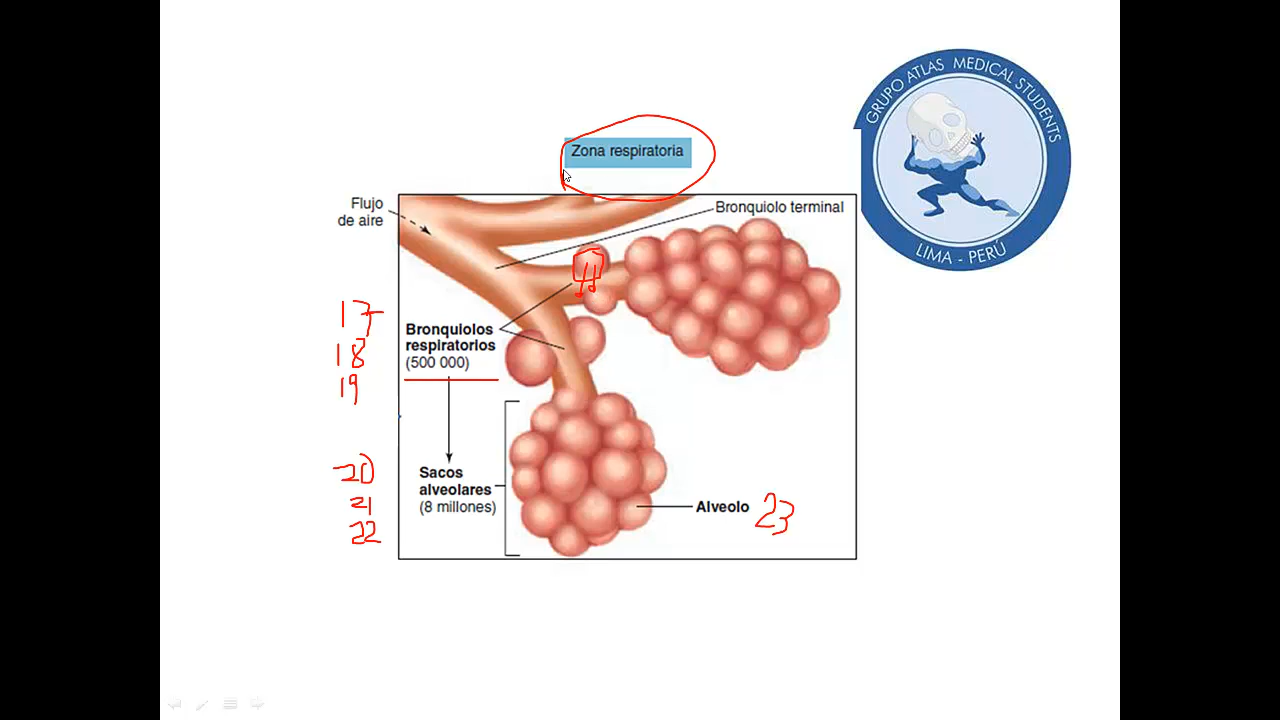 GRUPO ATLAS MEDICAL STUDENTS
LIMA - PERÚ
Zona respiratoria
Flujo
de aire
Bronquiolo terminal
17
18
19
Bronquiolos
respiratorios
(500 000)
20
21
22
Sacos
alveolares
(8 millones)
Alveolo 23